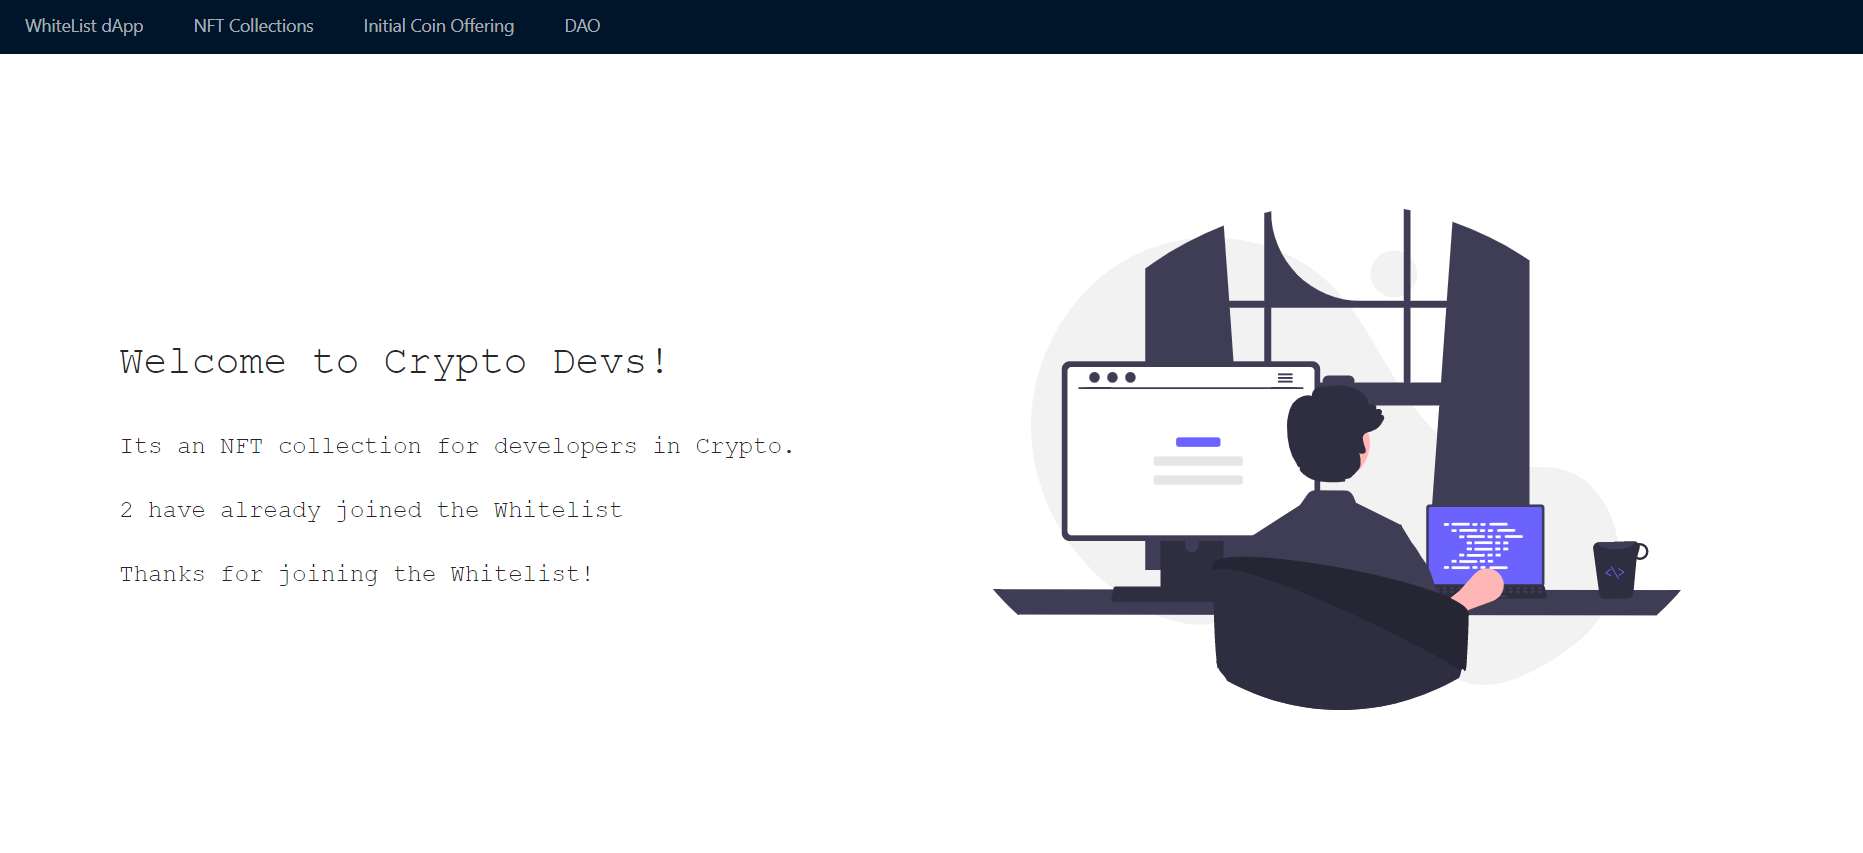 WhiteList dApp NFT Collections Initial Coin Offering DAO
Welcome to Crypto Devs!
Its an NFT collection for developers in Crypto.
2 have already joined the Whitelist
Thanks for joining the Whitelist!
<\>